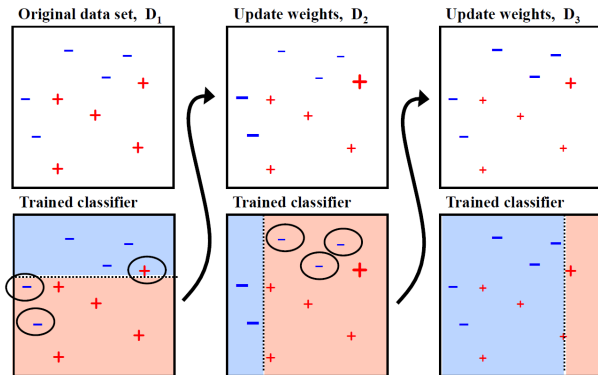 Original data set, D₁
Update weights, D₂
Update weights, D₃
Trained classifier
Trained classifier
Trained classifier